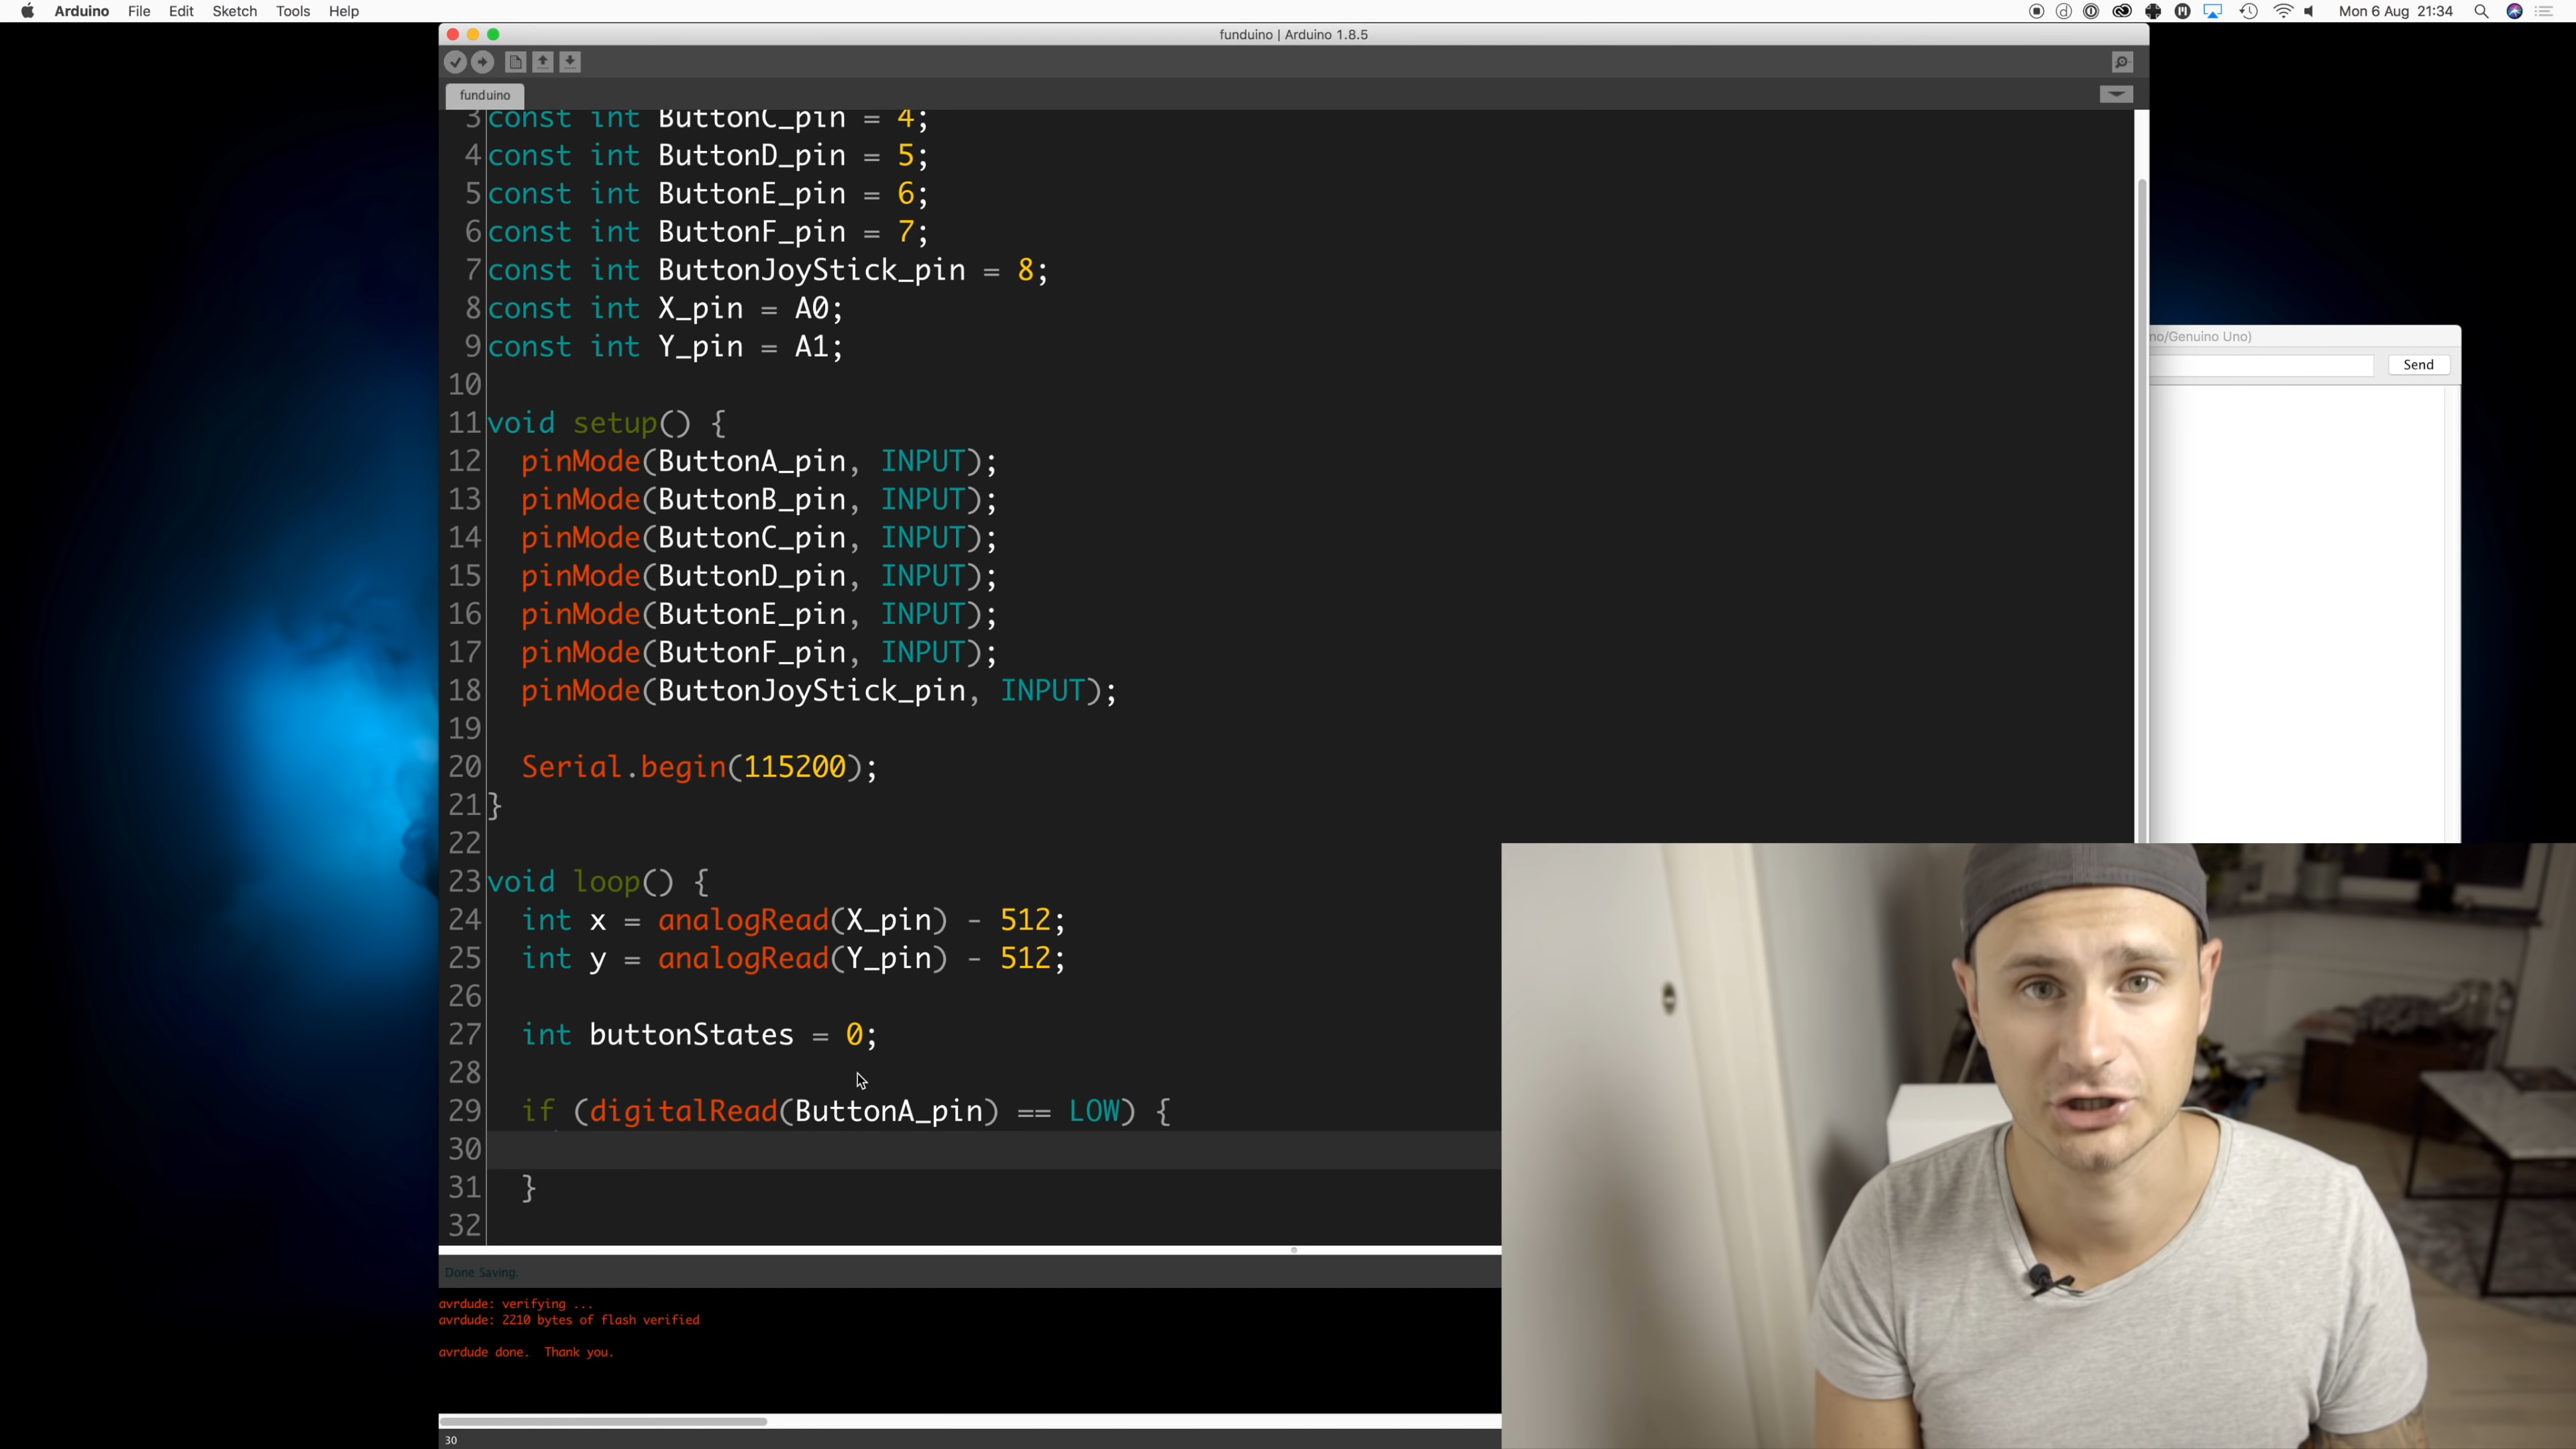 Arduino File Edit Sketch Tools Help
Mon 6 Aug 21:34
funduino | Arduino 1.8.5
funduino
3 const int ButtonC_pin = 4;
4 const int ButtonD_pin = 5;
5 const int ButtonE_pin = 6;
6 const int ButtonF_pin = 7;
7 const int ButtonJoyStick_pin = 8;
8 const int X_pin = A0;
9 const int Y_pin = A1;
10
11 void setup() {
12 pinMode(ButtonA_pin, INPUT);
13 pinMode(ButtonB_pin, INPUT);
14 pinMode(ButtonC_pin, INPUT);
15 pinMode(ButtonD_pin, INPUT);
16 pinMode(ButtonE_pin, INPUT);
17 pinMode(ButtonF_pin, INPUT);
18 pinMode(ButtonJoyStick_pin, INPUT);
19
20 Serial.begin(115200);
21 }
22
23 void loop() {
24 int x = analogRead(X_pin) - 512;
25 int y = analogRead(Y_pin) - 512;
26
27 int buttonStates = 0;
28
29 if (digitalRead(ButtonA_pin) == LOW) {
30
31 }
32
no/Genuino Uno)
Send
Done Saving.
avrdude: verifying ...
avrdude: 2210 bytes of flash verified
avrdude done. Thank you.
30